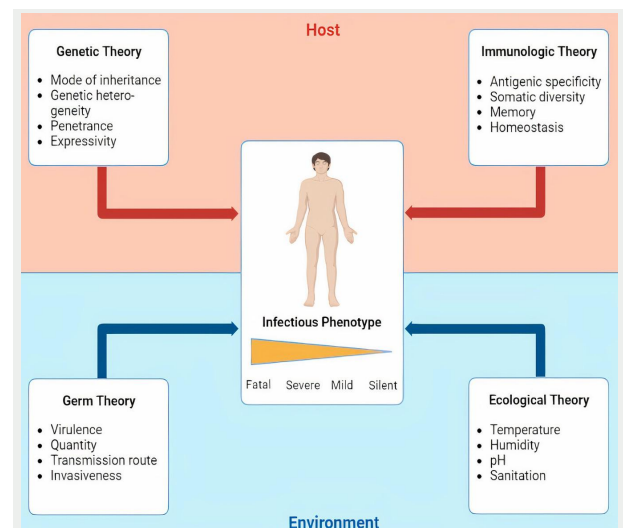 Host
Genetic Theory
• Mode of inheritance
• Genetic hetero-
geneity
• Penetrance
• Expressivity
Immunologic Theory
• Antigenic specificity
• Somatic diversity
• Memory
• Homeostasis
Infectious Phenotype
Fatal Severe Mild Silent
Germ Theory
• Virulence
• Quantity
• Transmission route
• Invasiveness
Ecological Theory
• Temperature
• Humidity
• pH
• Sanitation
Environment